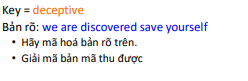 Key = deceptive
Bản rõ: we are discovered save yourself
• Hãy mã hoá bản rõ trên.
• Giải mã bản mã thu được